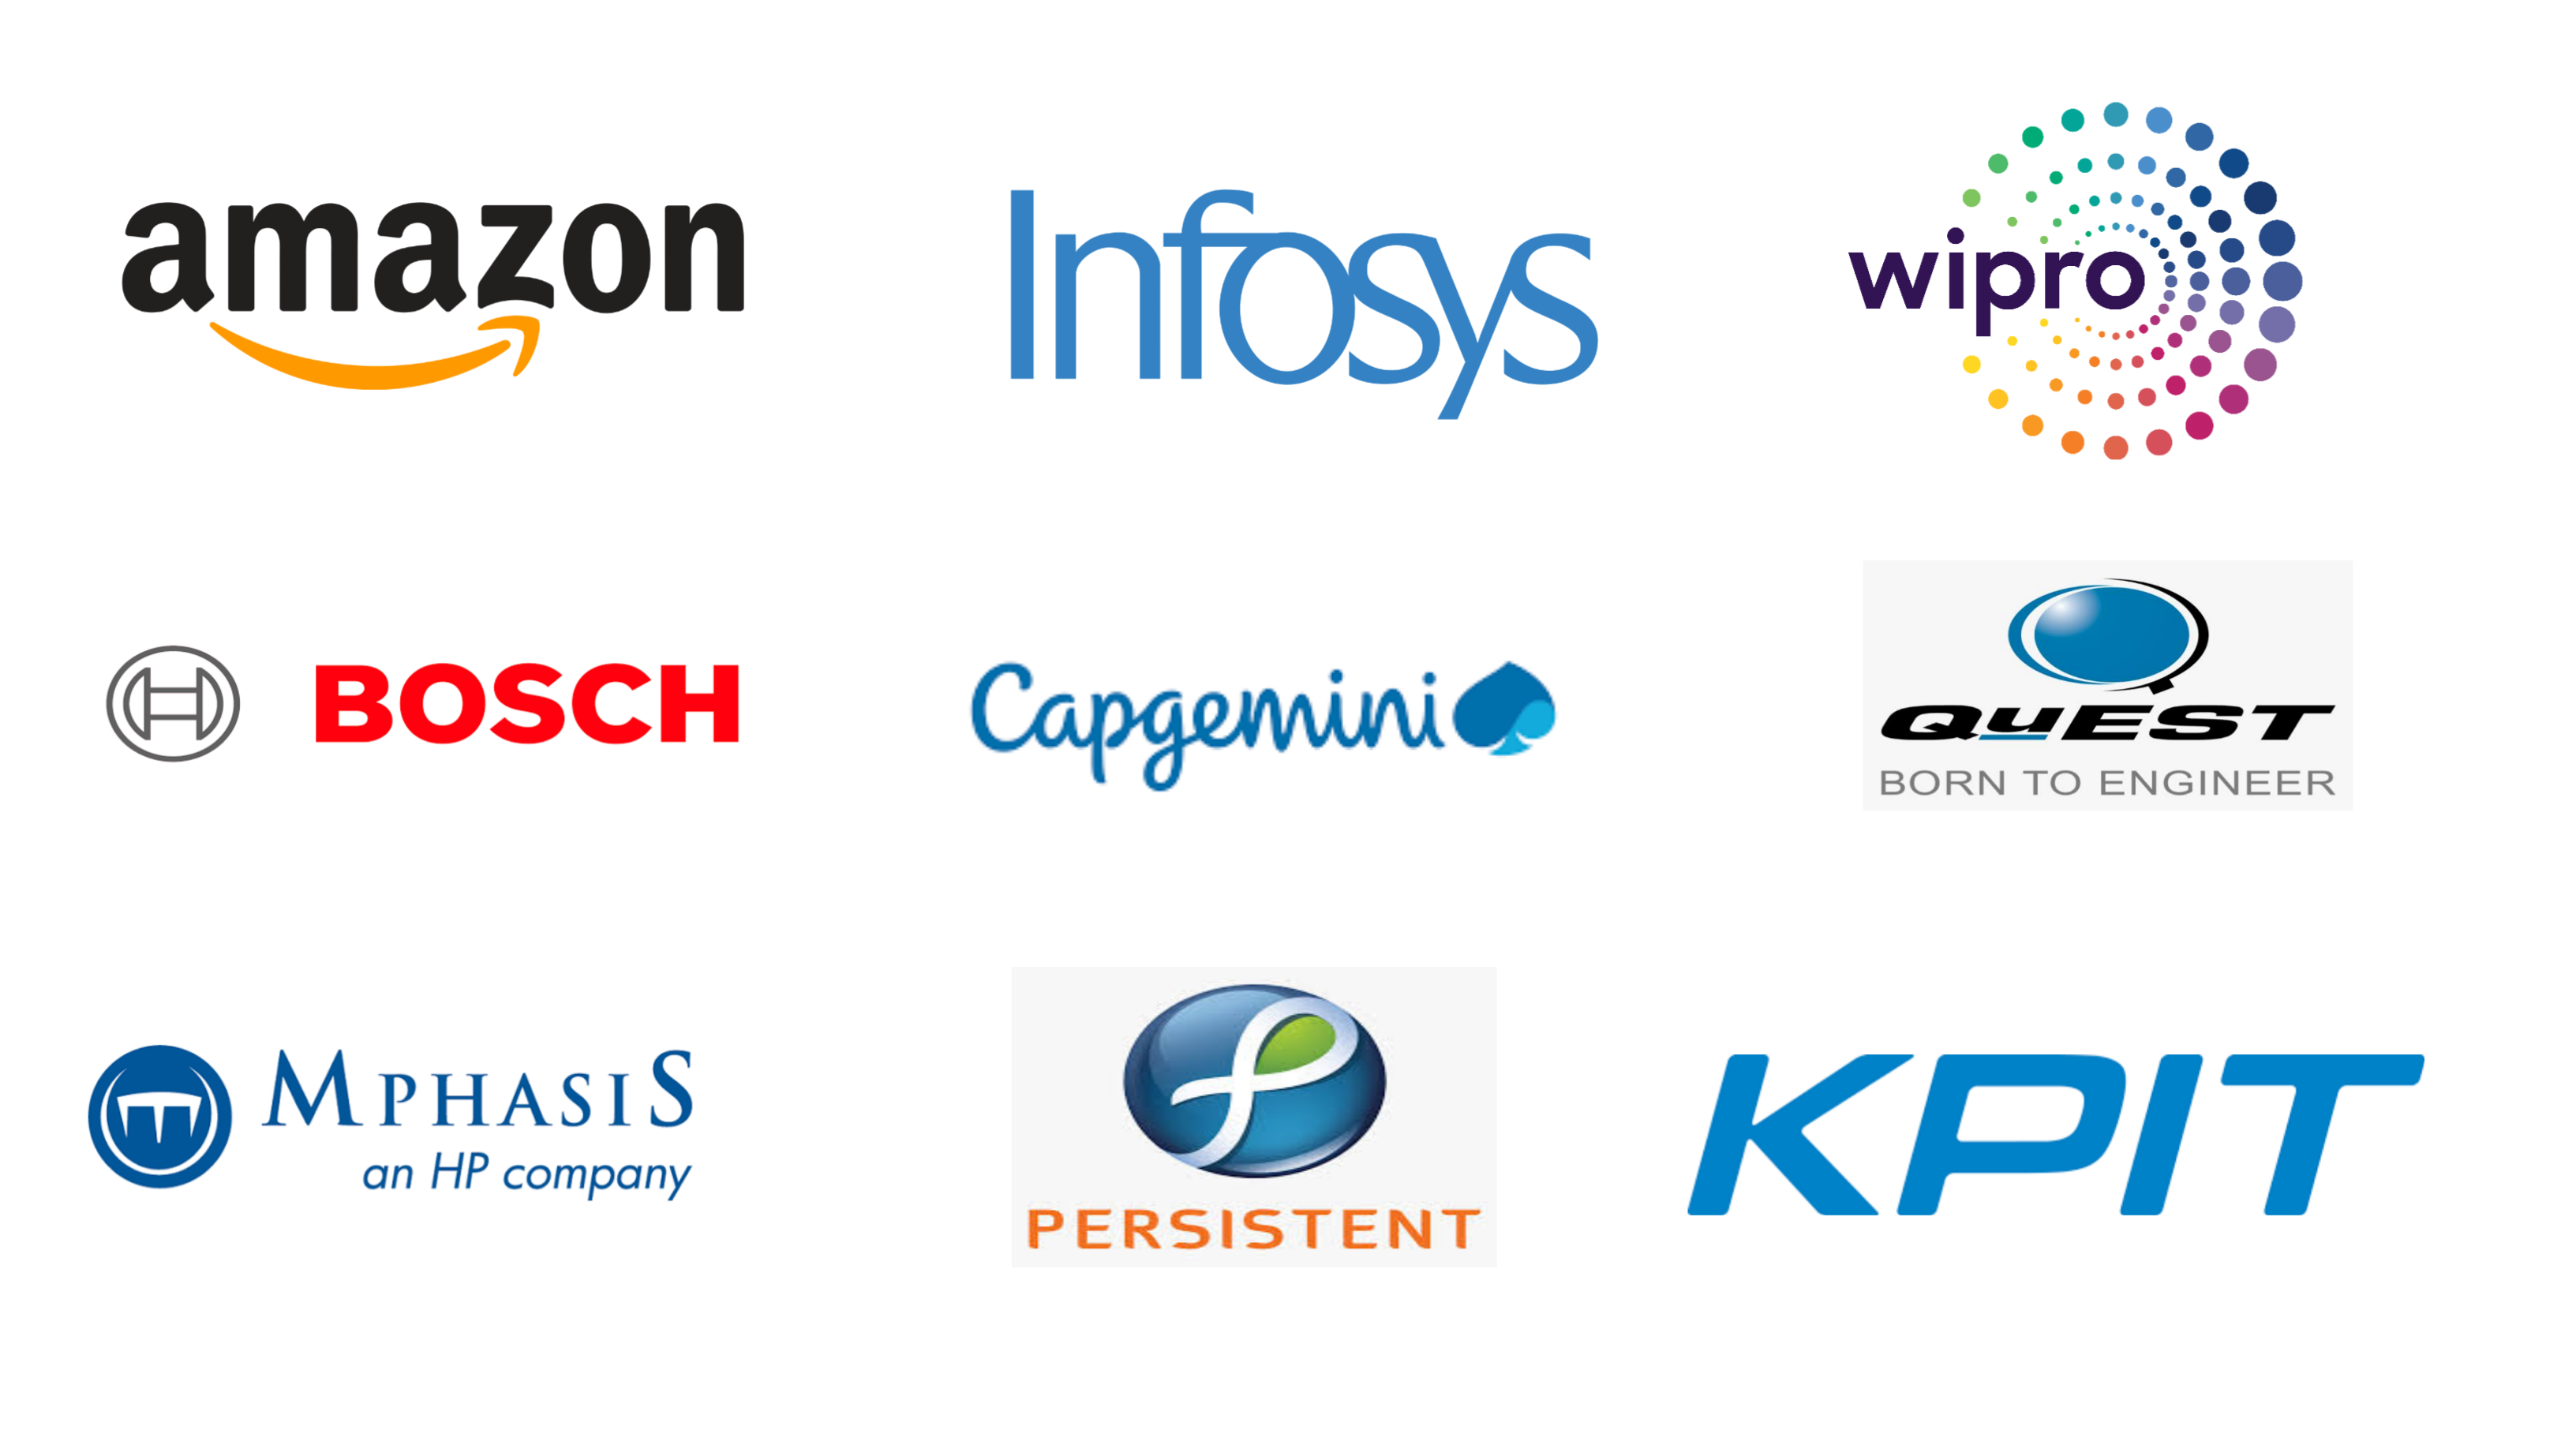 amazon
Infosys
wipro
BOSCH
Capgemini
QuEST
BORN TO ENGINEER
MPHASIS
an HP company
PERSISTENT
KPIT